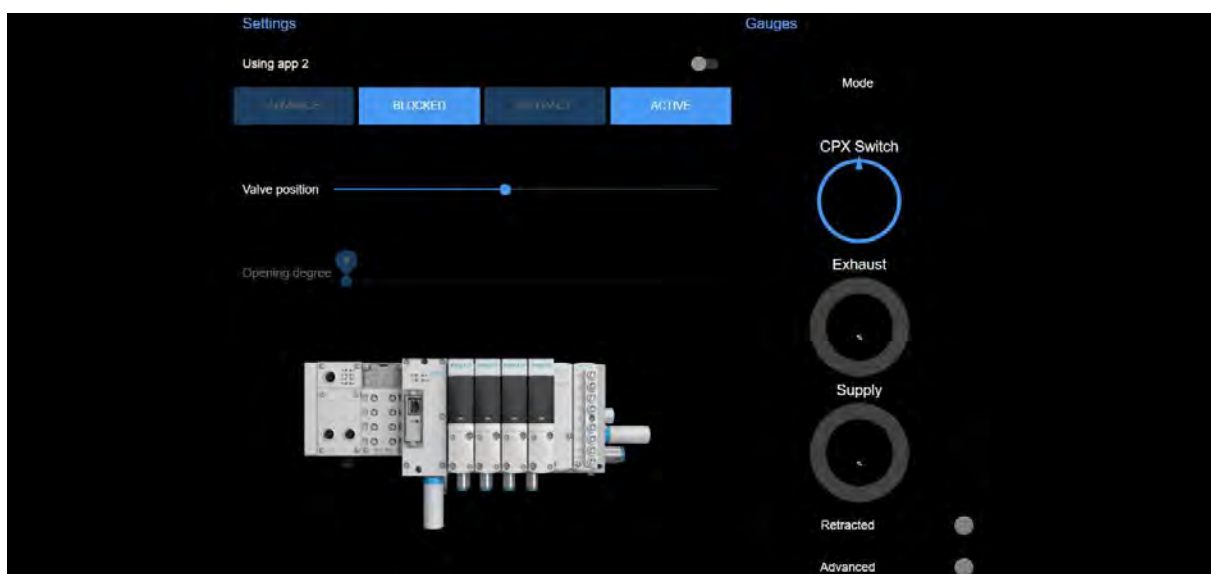 Settings
Using app 2
BLOCKED
ACTIVE
Valve position
Opening degree
Gauges
Mode
CPX Switch
Exhaust
%
Supply
%
Retracted
Advanced